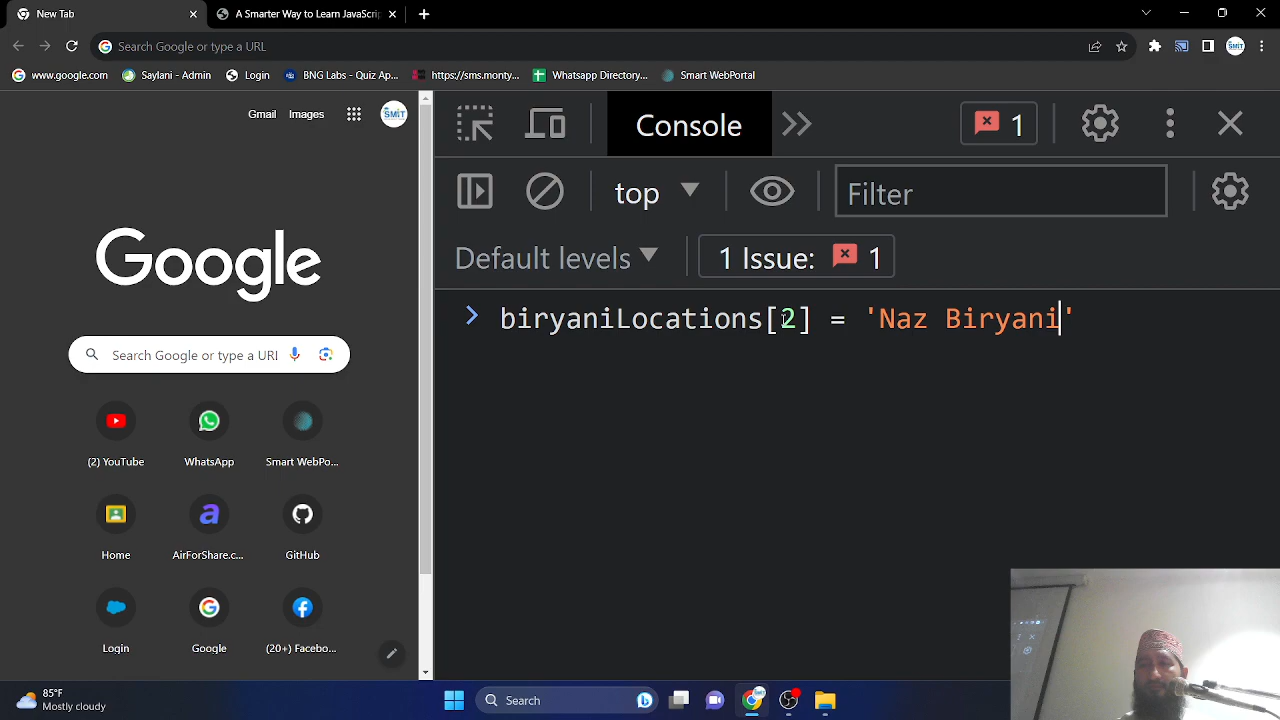 New Tab
A Smarter Way to Learn JavaScrip
Search Google or type a URL
www.google.com Saylani - Admin Login BNG Labs - Quiz Ap... https://sms.monty... Whatsapp Directory... Smart WebPortal
Gmail Images
SMIT
Console
1
top
Filter
Default levels
1 Issue: 1
> biryaniLocations[2] = 'Naz Biryani'
Google
Search Google or type a URI
(2) YouTube WhatsApp Smart WebPo...
Home AirForShare.c... GitHub
Login Google (20+) Facebo...
85°F
Mostly cloudy
Search